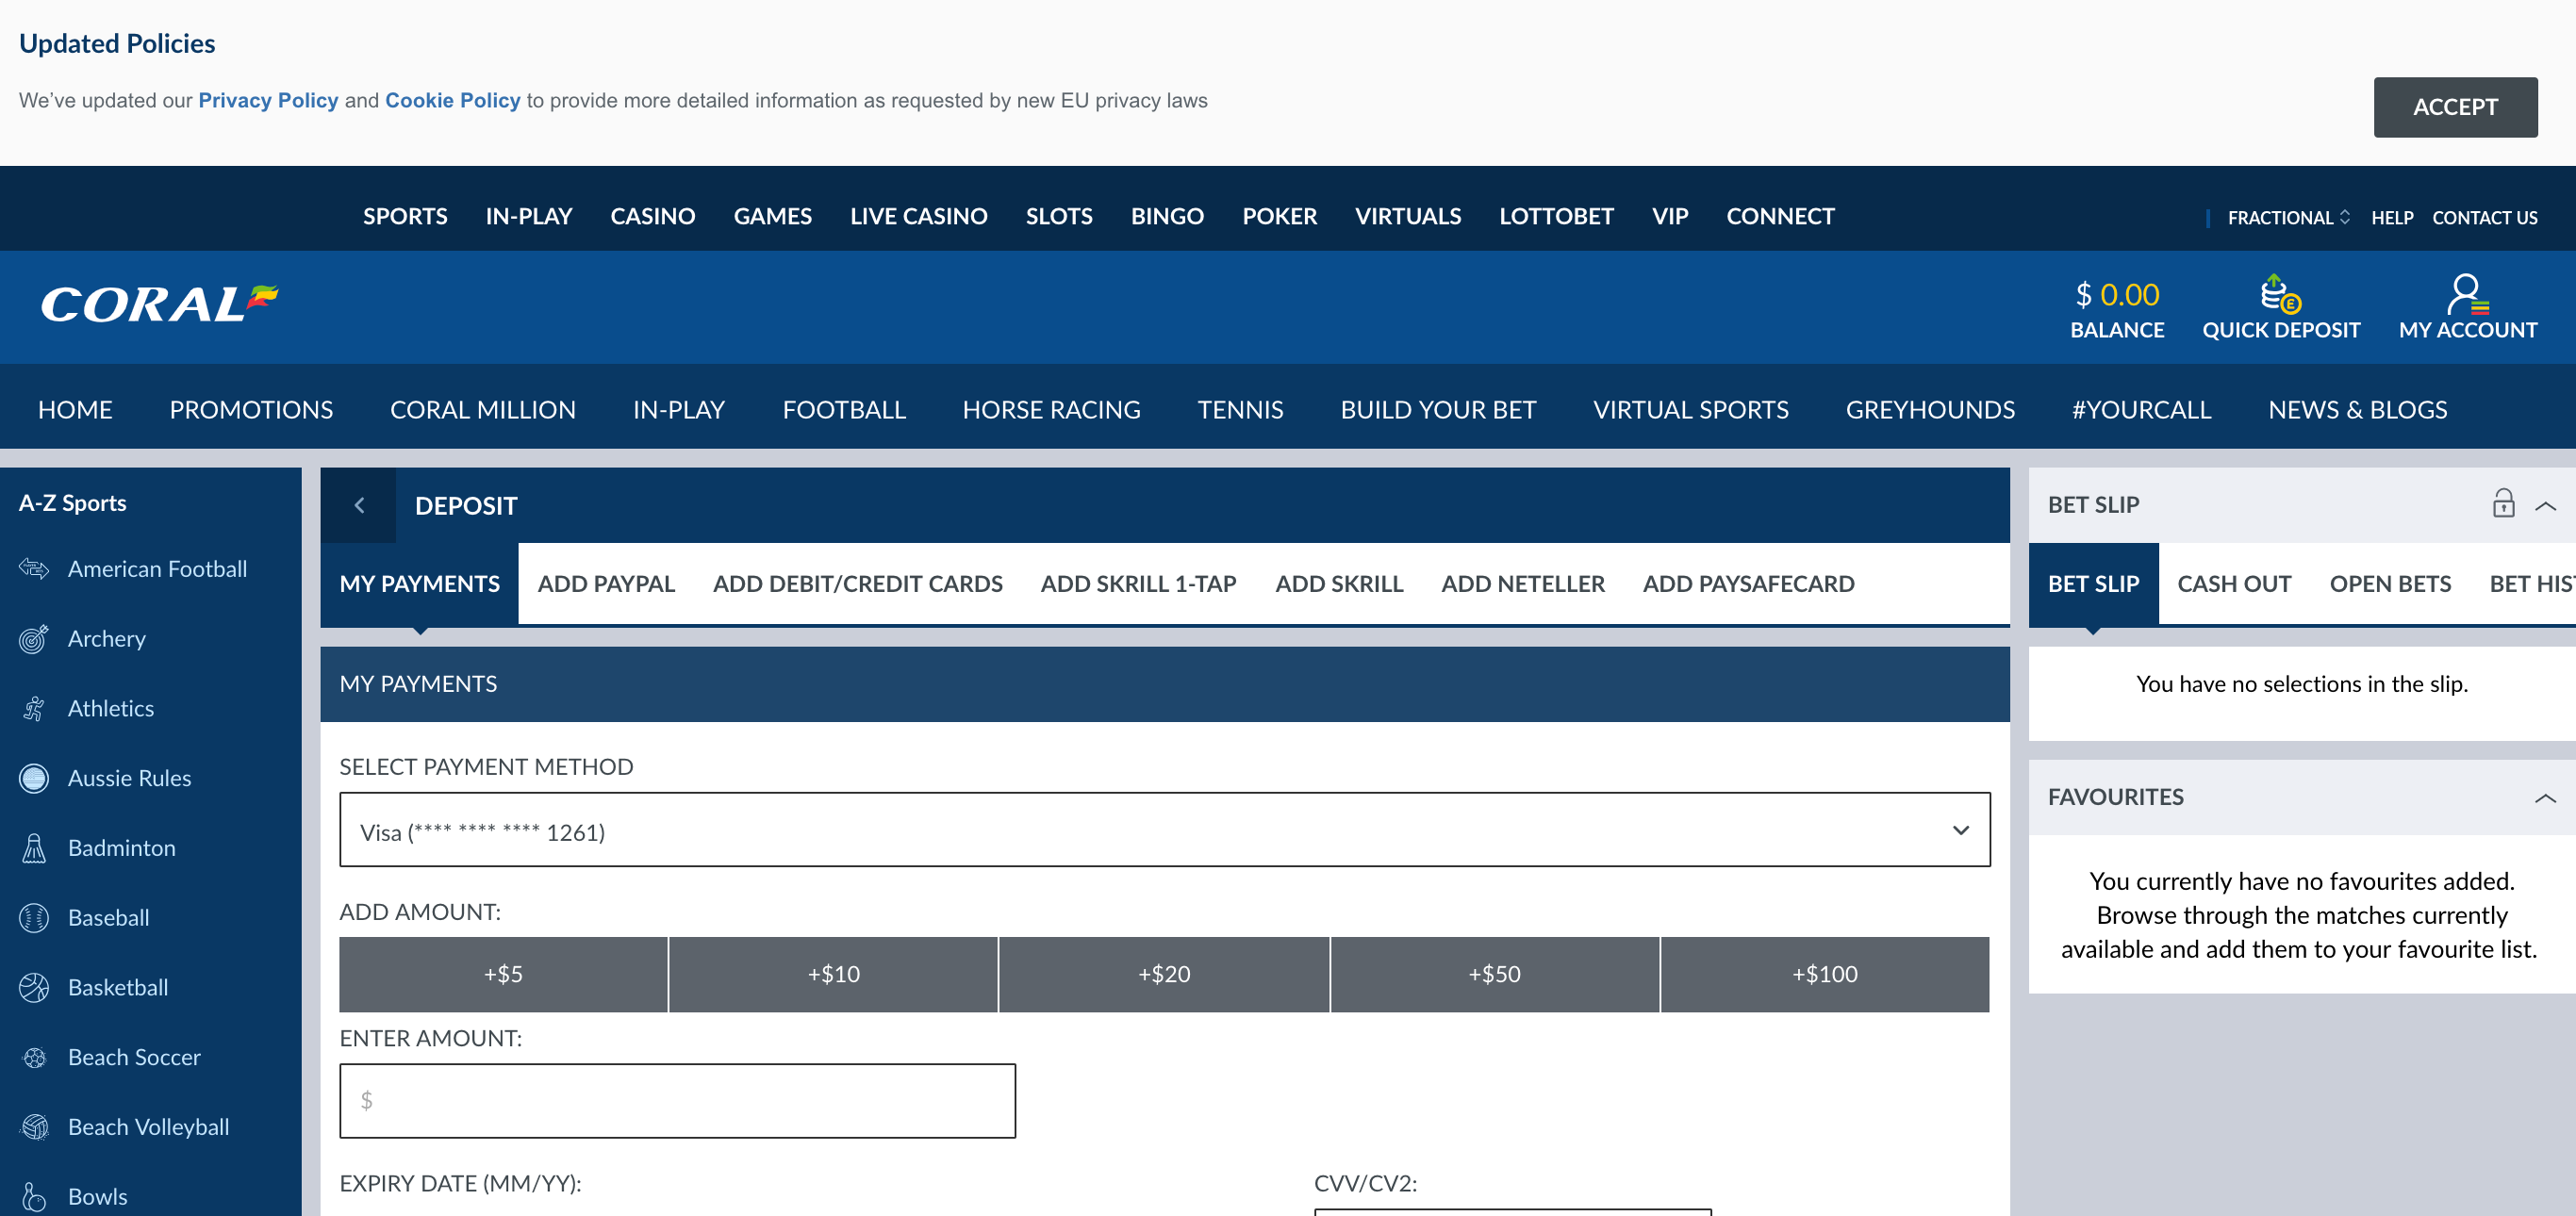 Updated Policies
We've updated our Privacy Policy and Cookie Policy to provide more detailed information as requested by new EU privacy laws
ACCEPT
SPORTS IN-PLAY CASINO GAMES LIVE CASINO SLOTS BINGO POKER VIRTUALS LOTTOBET VIP CONNECT
FRACTIONAL HELP CONTACT US
CORAL
$ 0.00
BALANCE
QUICK DEPOSIT
MY ACCOUNT
HOME PROMOTIONS CORAL MILLION IN-PLAY FOOTBALL HORSE RACING TENNIS BUILD YOUR BET VIRTUAL SPORTS GREYHOUNDS #YOURCALL NEWS & BLOGS
A-Z Sports
American Football
Archery
Athletics
Aussie Rules
Badminton
Baseball
Basketball
Beach Soccer
Beach Volleyball
Bowls
DEPOSIT
MY PAYMENTS ADD PAYPAL ADD DEBIT/CREDIT CARDS ADD SKRILL 1-TAP ADD SKRILL ADD NETELLER ADD PAYSAFECARD
MY PAYMENTS
SELECT PAYMENT METHOD
Visa (**** **** **** 1261)
ADD AMOUNT:
+$5 +$10 +$20 +$50 +$100
ENTER AMOUNT:
$
EXPIRY DATE (MM/YY):
CVV/CV2:
BET SLIP
BET SLIP CASH OUT OPEN BETS BET HIST
You have no selections in the slip.
FAVOURITES
You currently have no favourites added.
Browse through the matches currently
available and add them to your favourite list.